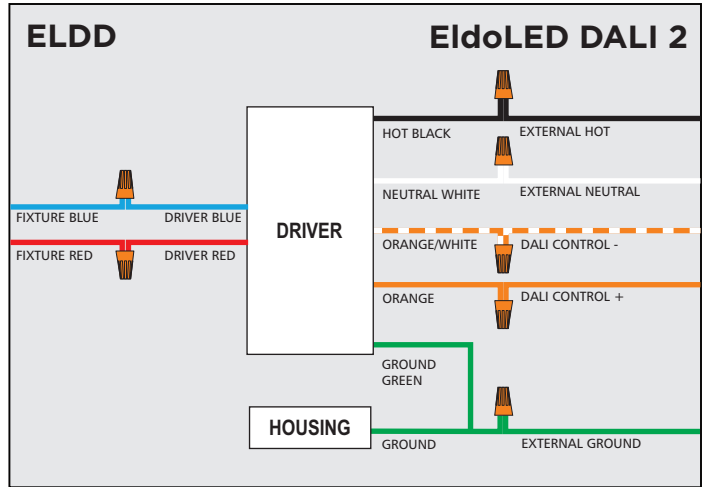 ELDD
EldoLED DALI 2
HOT BLACK
EXTERNAL HOT
NEUTRAL WHITE
EXTERNAL NEUTRAL
FIXTURE BLUE
DRIVER BLUE
DRIVER
ORANGE/WHITE
DALI CONTROL -
FIXTURE RED
DRIVER RED
ORANGE
DALI CONTROL +
GROUND
GREEN
HOUSING
GROUND
EXTERNAL GROUND